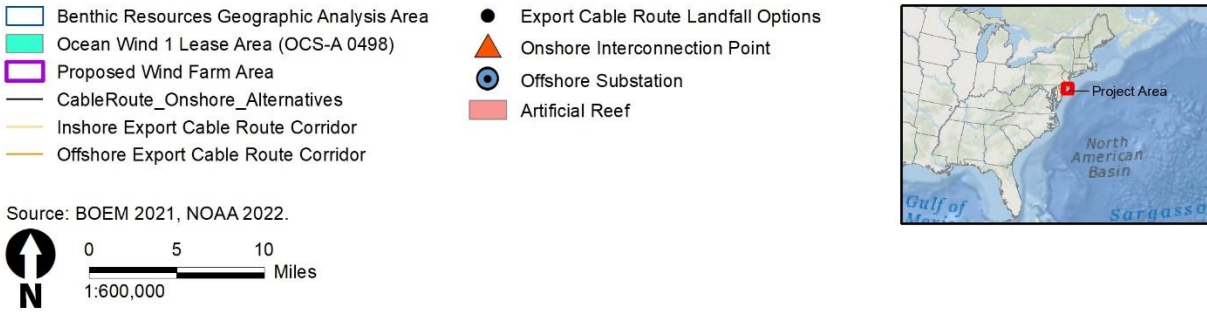 Benthic Resources Geographic Analysis Area
Ocean Wind 1 Lease Area (OCS-A 0498)
Proposed Wind Farm Area
CableRoute_Onshore_Alternatives
Inshore Export Cable Route Corridor
Offshore Export Cable Route Corridor
Export Cable Route Landfall Options
Onshore Interconnection Point
Offshore Substation
Artificial Reef
Source: BOEM 2021, NOAA 2022.
0 5 10
Miles
1:600,000
N
Project Area
North
American
Basin
Gulf of
Sargasso